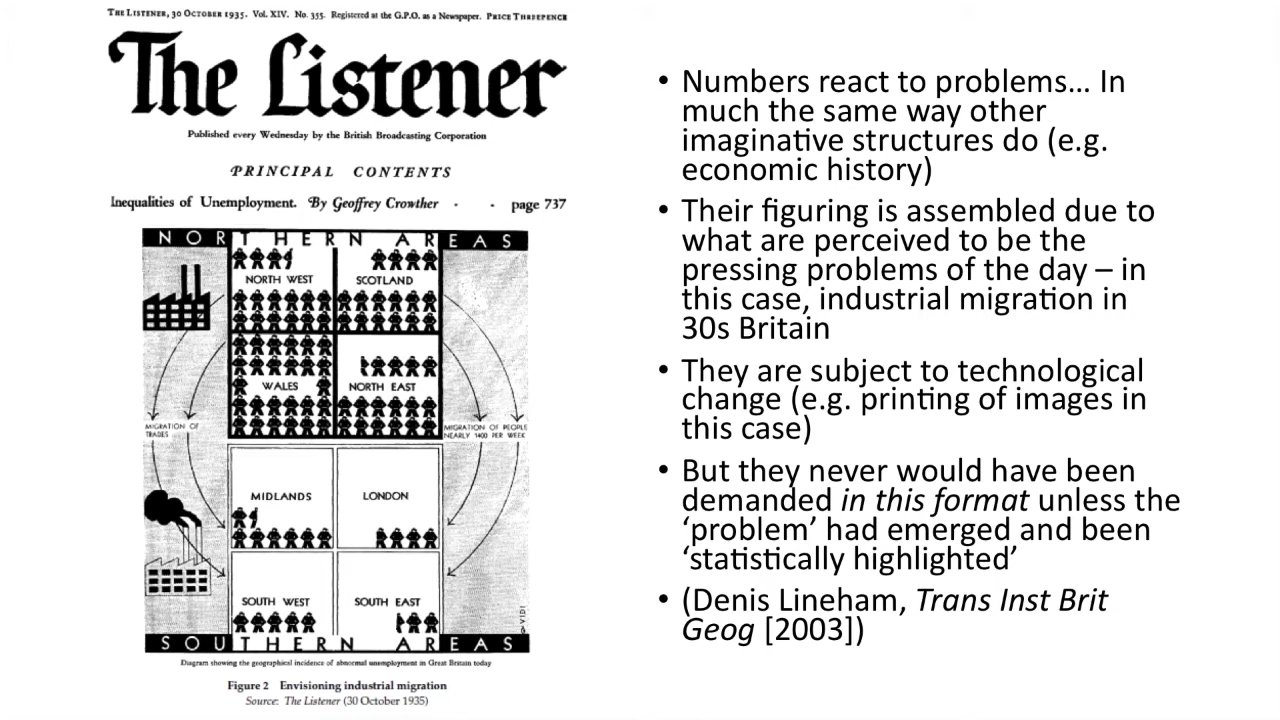 THE LISTENER, 30 OCTOBER 1935. Vol. XIV. No. 355. Registered at the G.P.O. as a Newspaper. PRICE THREEPENCE
The Listener
Published every Wednesday by the British Broadcasting Corporation
PRINCIPAL CONTENTS
Inequalities of Unemployment. By Geoffrey Crowther - - page 737
NORTHERN AREAS
NORTH WEST
SCOTLAND
WALES
NORTH EAST
MIGRATION OF
TRADES
MIGRATION OF PEOPLE
NEARLY 1400 PER WEEK
MIDLANDS
LONDON
SOUTH WEST
SOUTH EAST
VIDI
SOUTHERN AREAS
Diagram showing the geographical incidence of abnormal unemployment in Great Britain today
Figure 2 Envisioning industrial migration
Source: The Listener (30 October 1935)
• Numbers react to problems... In
much the same way other
imaginative structures do (e.g.
economic history)
• Their figuring is assembled due to
what are perceived to be the
pressing problems of the day – in
this case, industrial migration in
30s Britain
• They are subject to technological
change (e.g. printing of images in
this case)
• But they never would have been
demanded in this format unless the
‘problem’ had emerged and been
‘statistically highlighted’
• (Denis Lineham, Trans Inst Brit
Geog [2003])